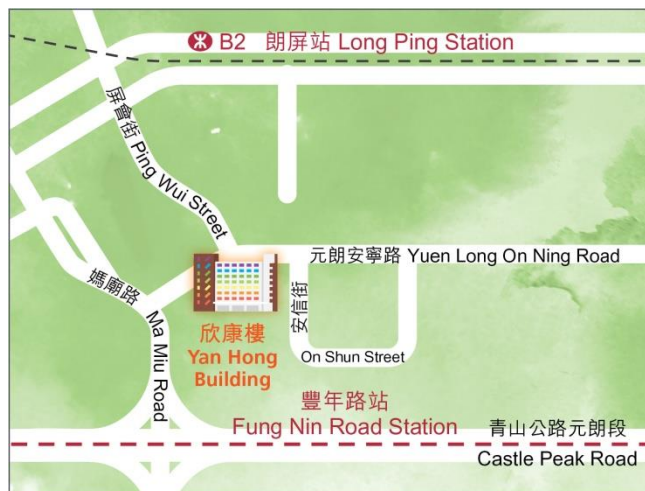 B2 朗屏站 Long Ping Station
屏會街 Ping Wui Street
元朗安寧路 Yuen Long On Ning Road
媽廟路 Ma Miu Road
安信街
欣康樓
Yan Hong
Building
On Shun Street
豐年路站
Fung Nin Road Station
青山公路元朗段
Castle Peak Road